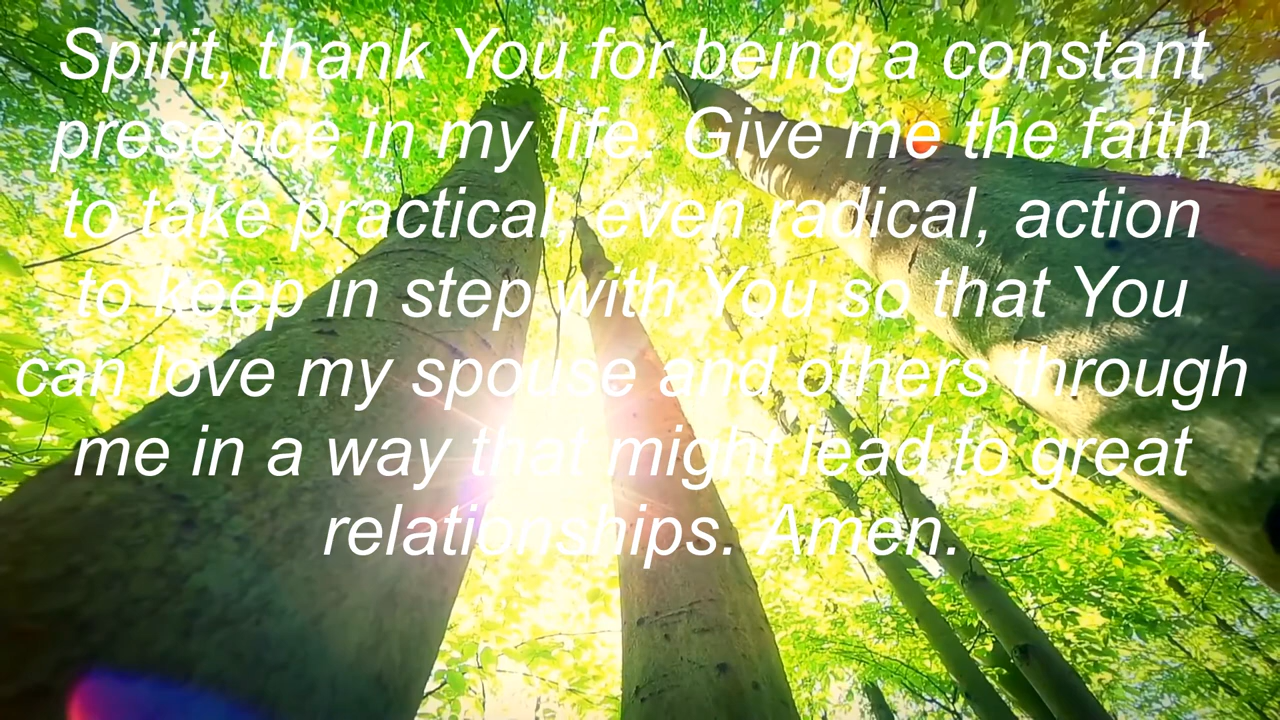 Spirit, thank You for being a constant
presence in my life. Give me the faith
to take practical, even radical, action
to keep in step with You so that You
can love my spouse and others through
me in a way that might lead to great
relationships. Amen.